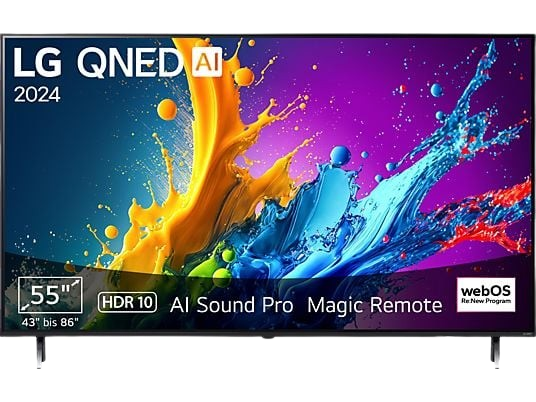 LG QNED AI
2024
55"
43" bis 86"
HDR 10 AI Sound Pro Magic Remote
webOS
Re:New Program